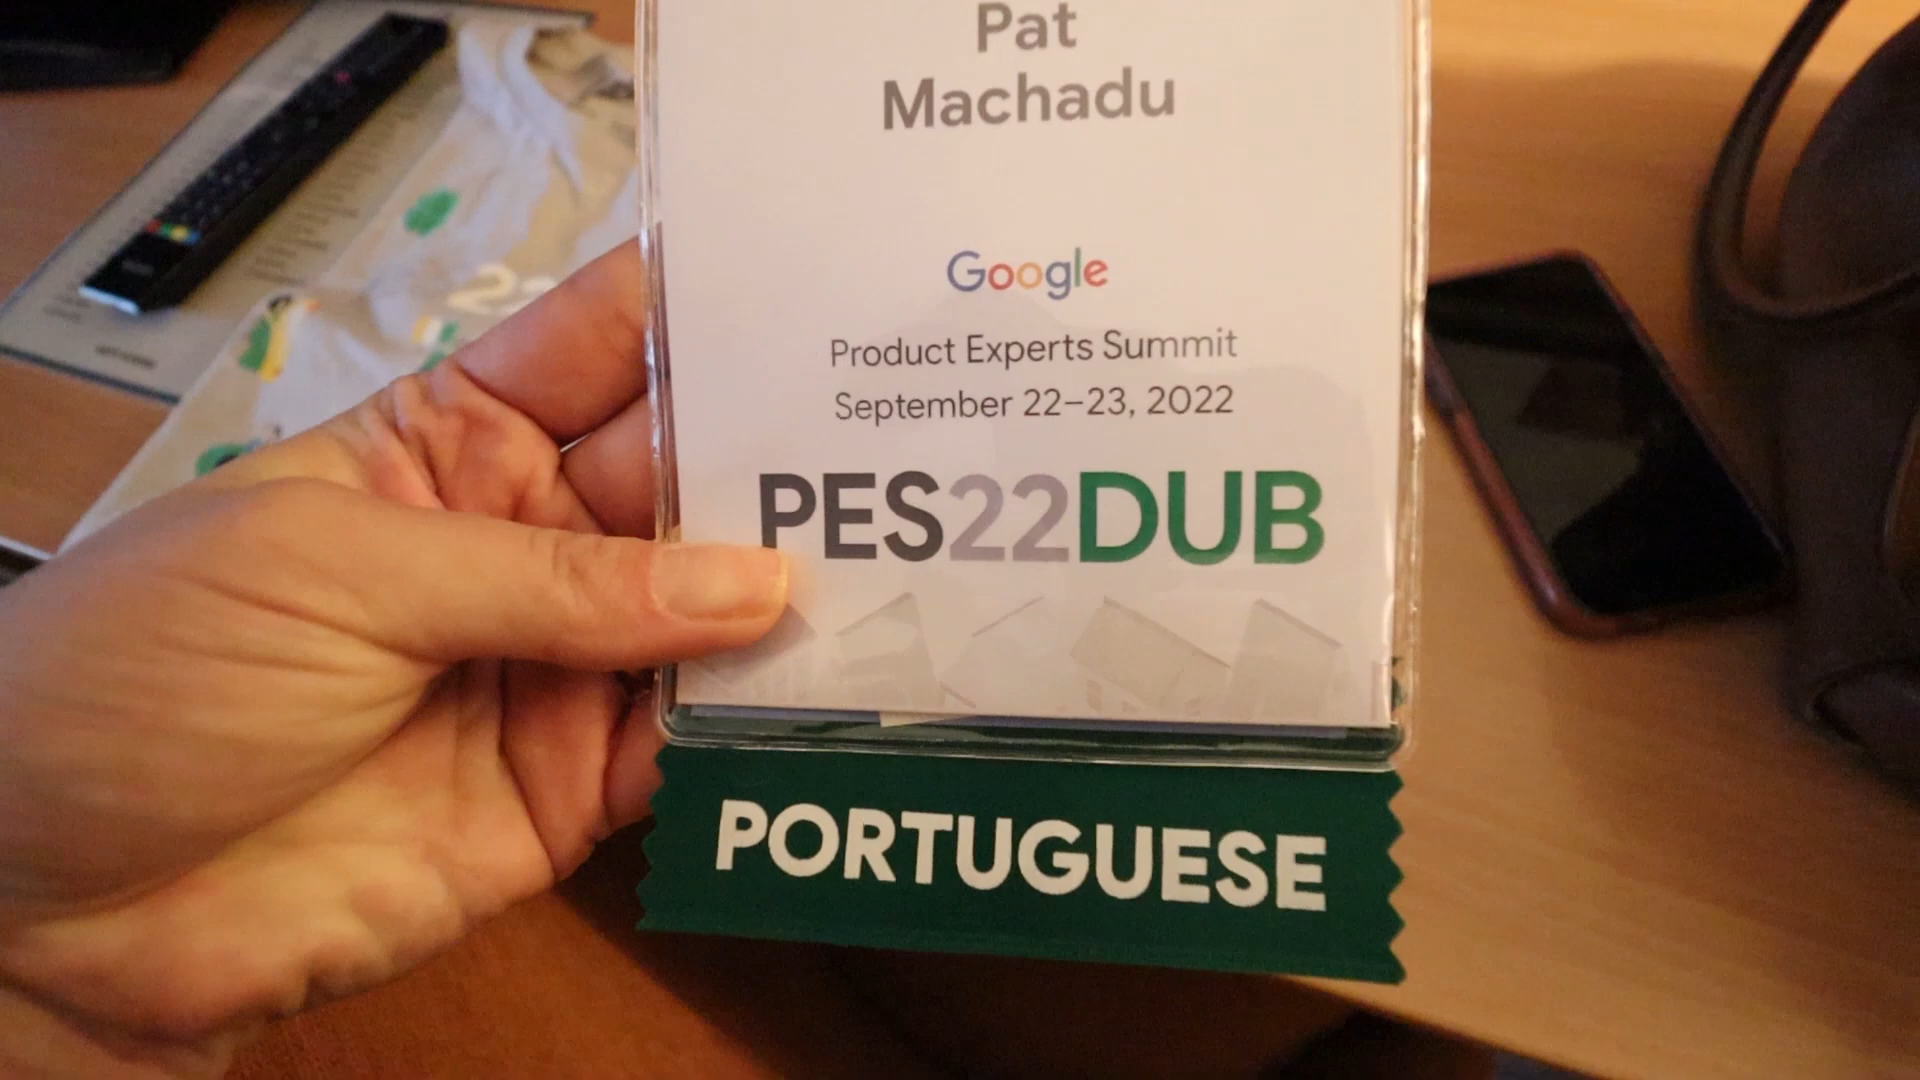 Pat
Machadu
Google
Product Experts Summit
September 22–23, 2022
PES22DUB
PORTUGUESE